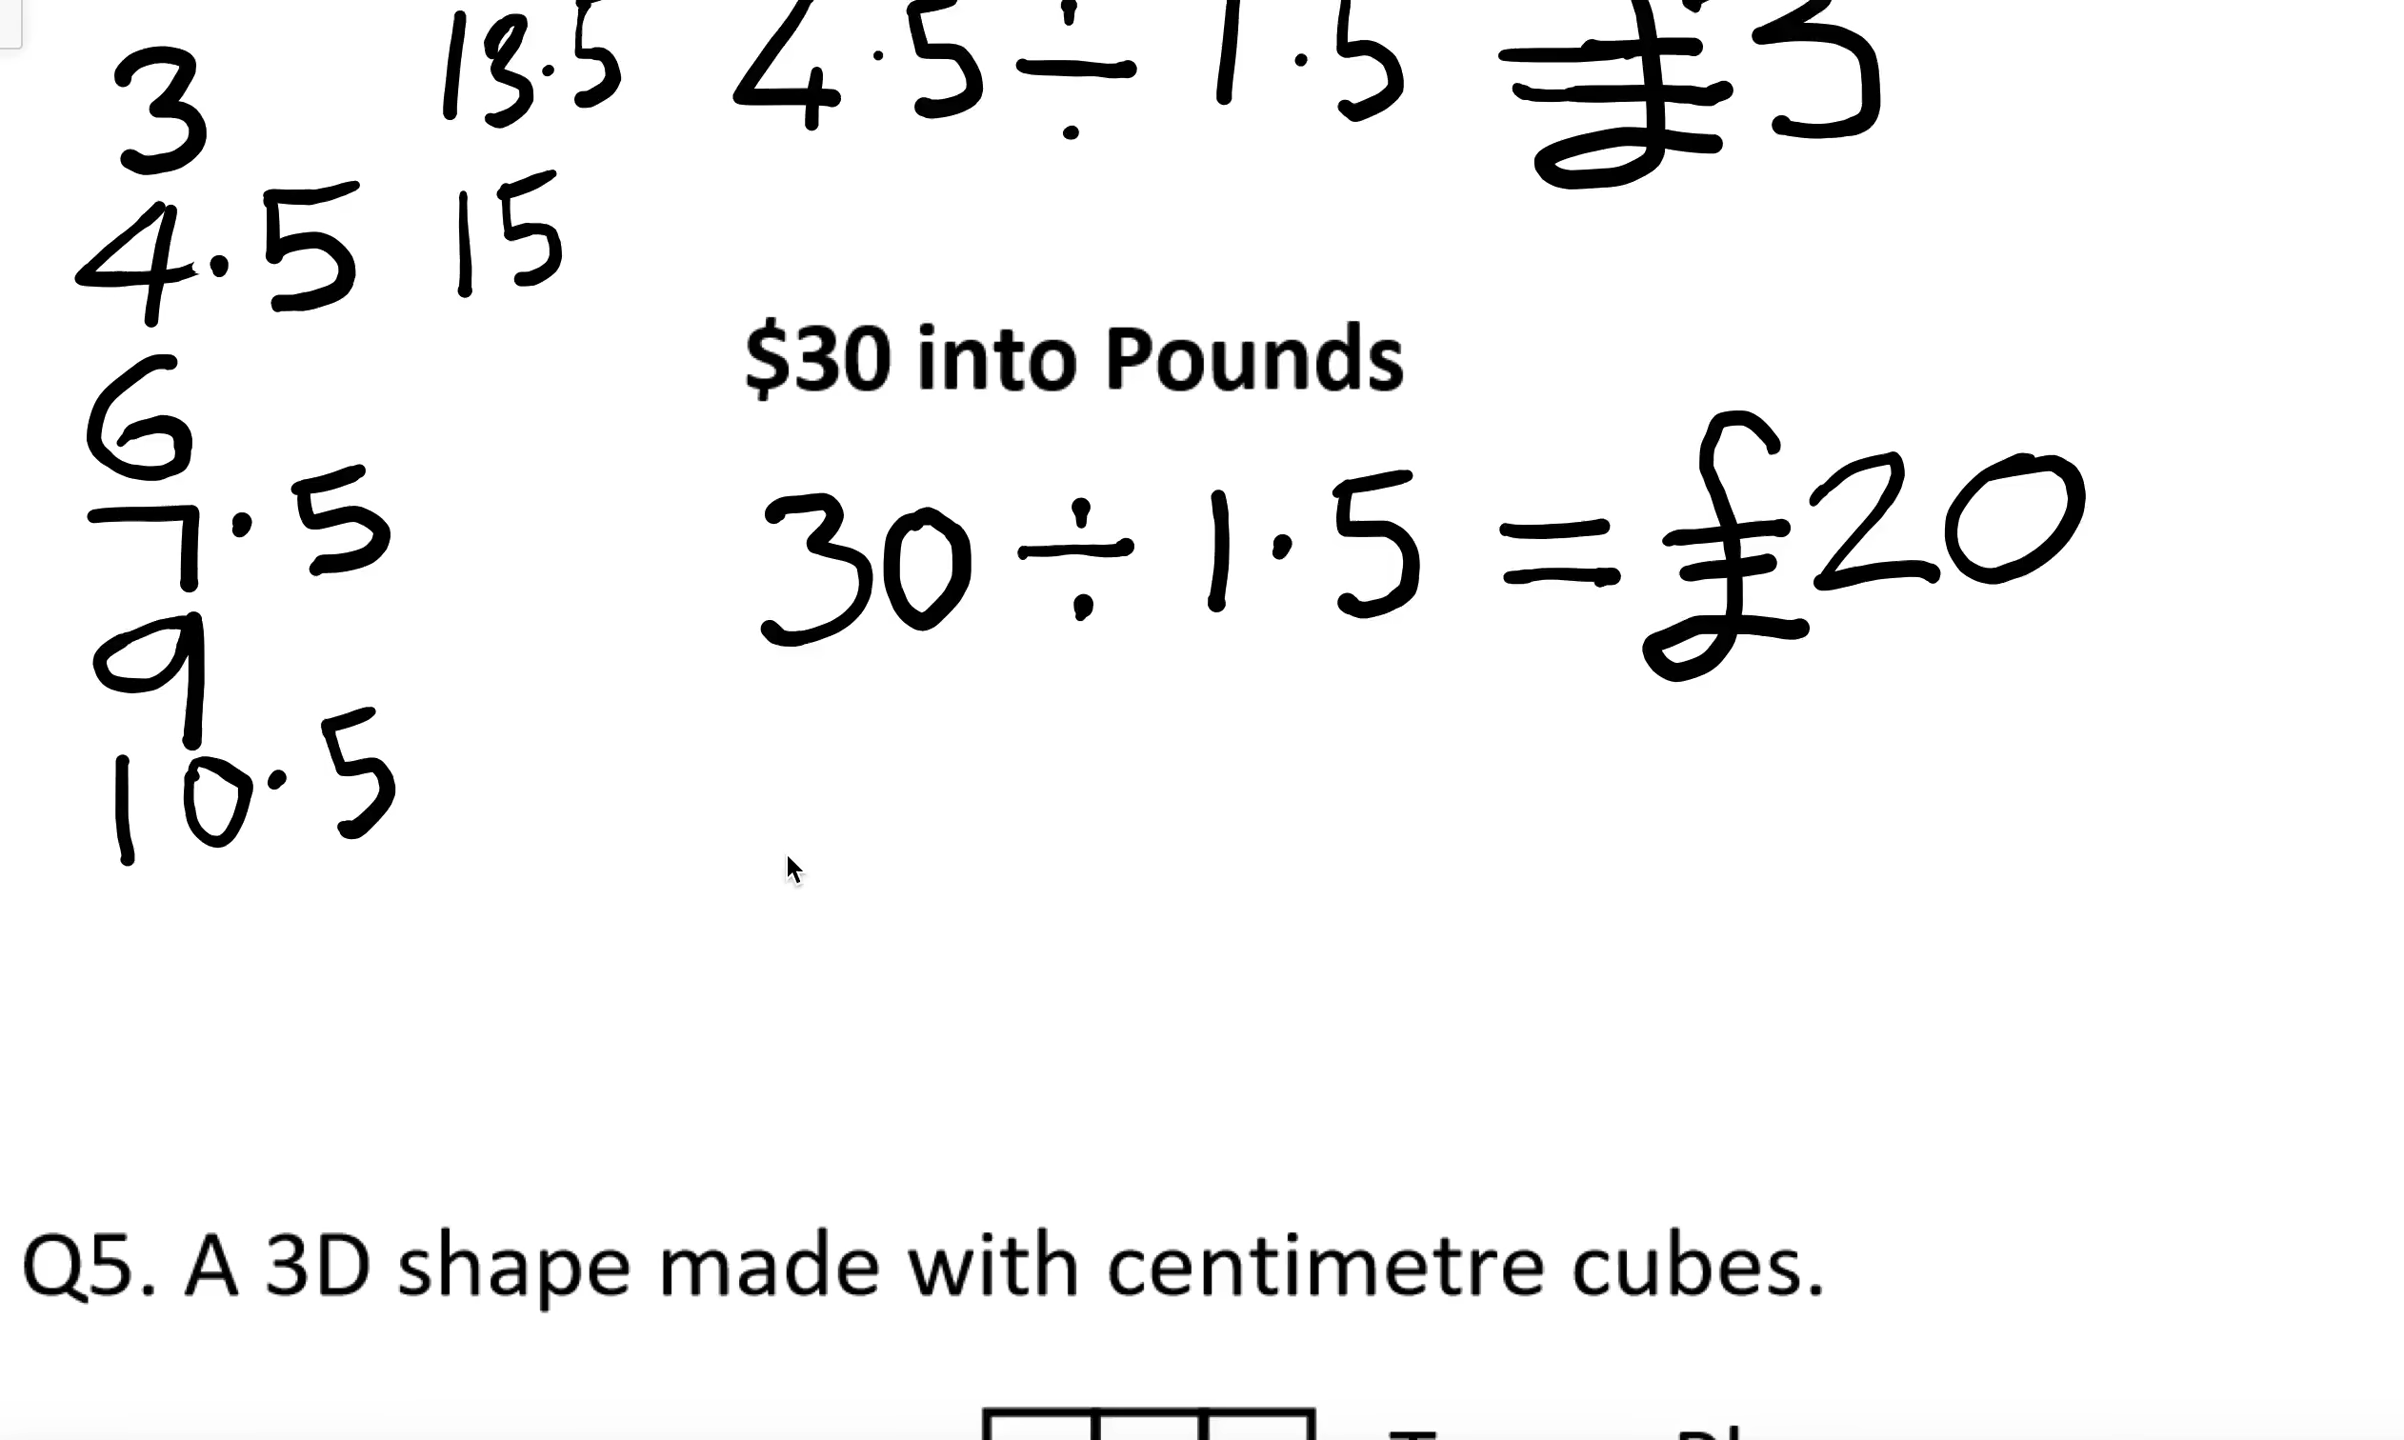 3
4.5
6
7.5
9
10.5
13.5
15
4.5 ÷ 1.5 = £3
$30 into Pounds
30 ÷ 1.5 = £20
Q5. A 3D shape made with centimetre cubes.